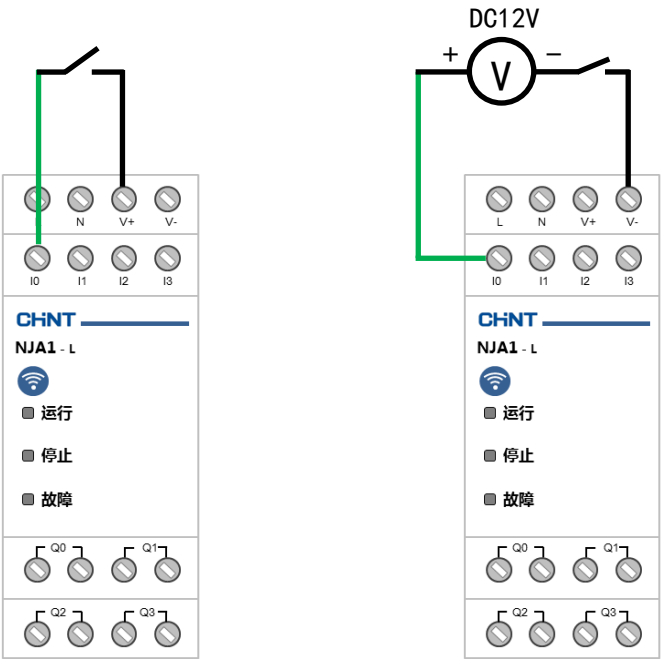 DC12V
+ V −
N V+ V-
L N V+ V-
I0 I1 I2 I3
I0 I1 I2 I3
CHNT
CHNT
NJA1 - L
NJA1 - L
运行
运行
停止
停止
故障
故障
Q0 Q1
Q0 Q1
Q2 Q3
Q2 Q3